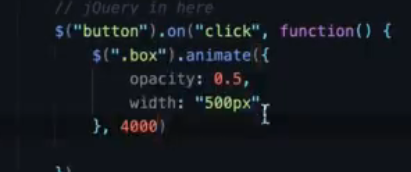 // jQuery in here
$("button").on("click", function() {
$(".box").animate({
opacity: 0.5,
width: "500px"
}, 4000)
})